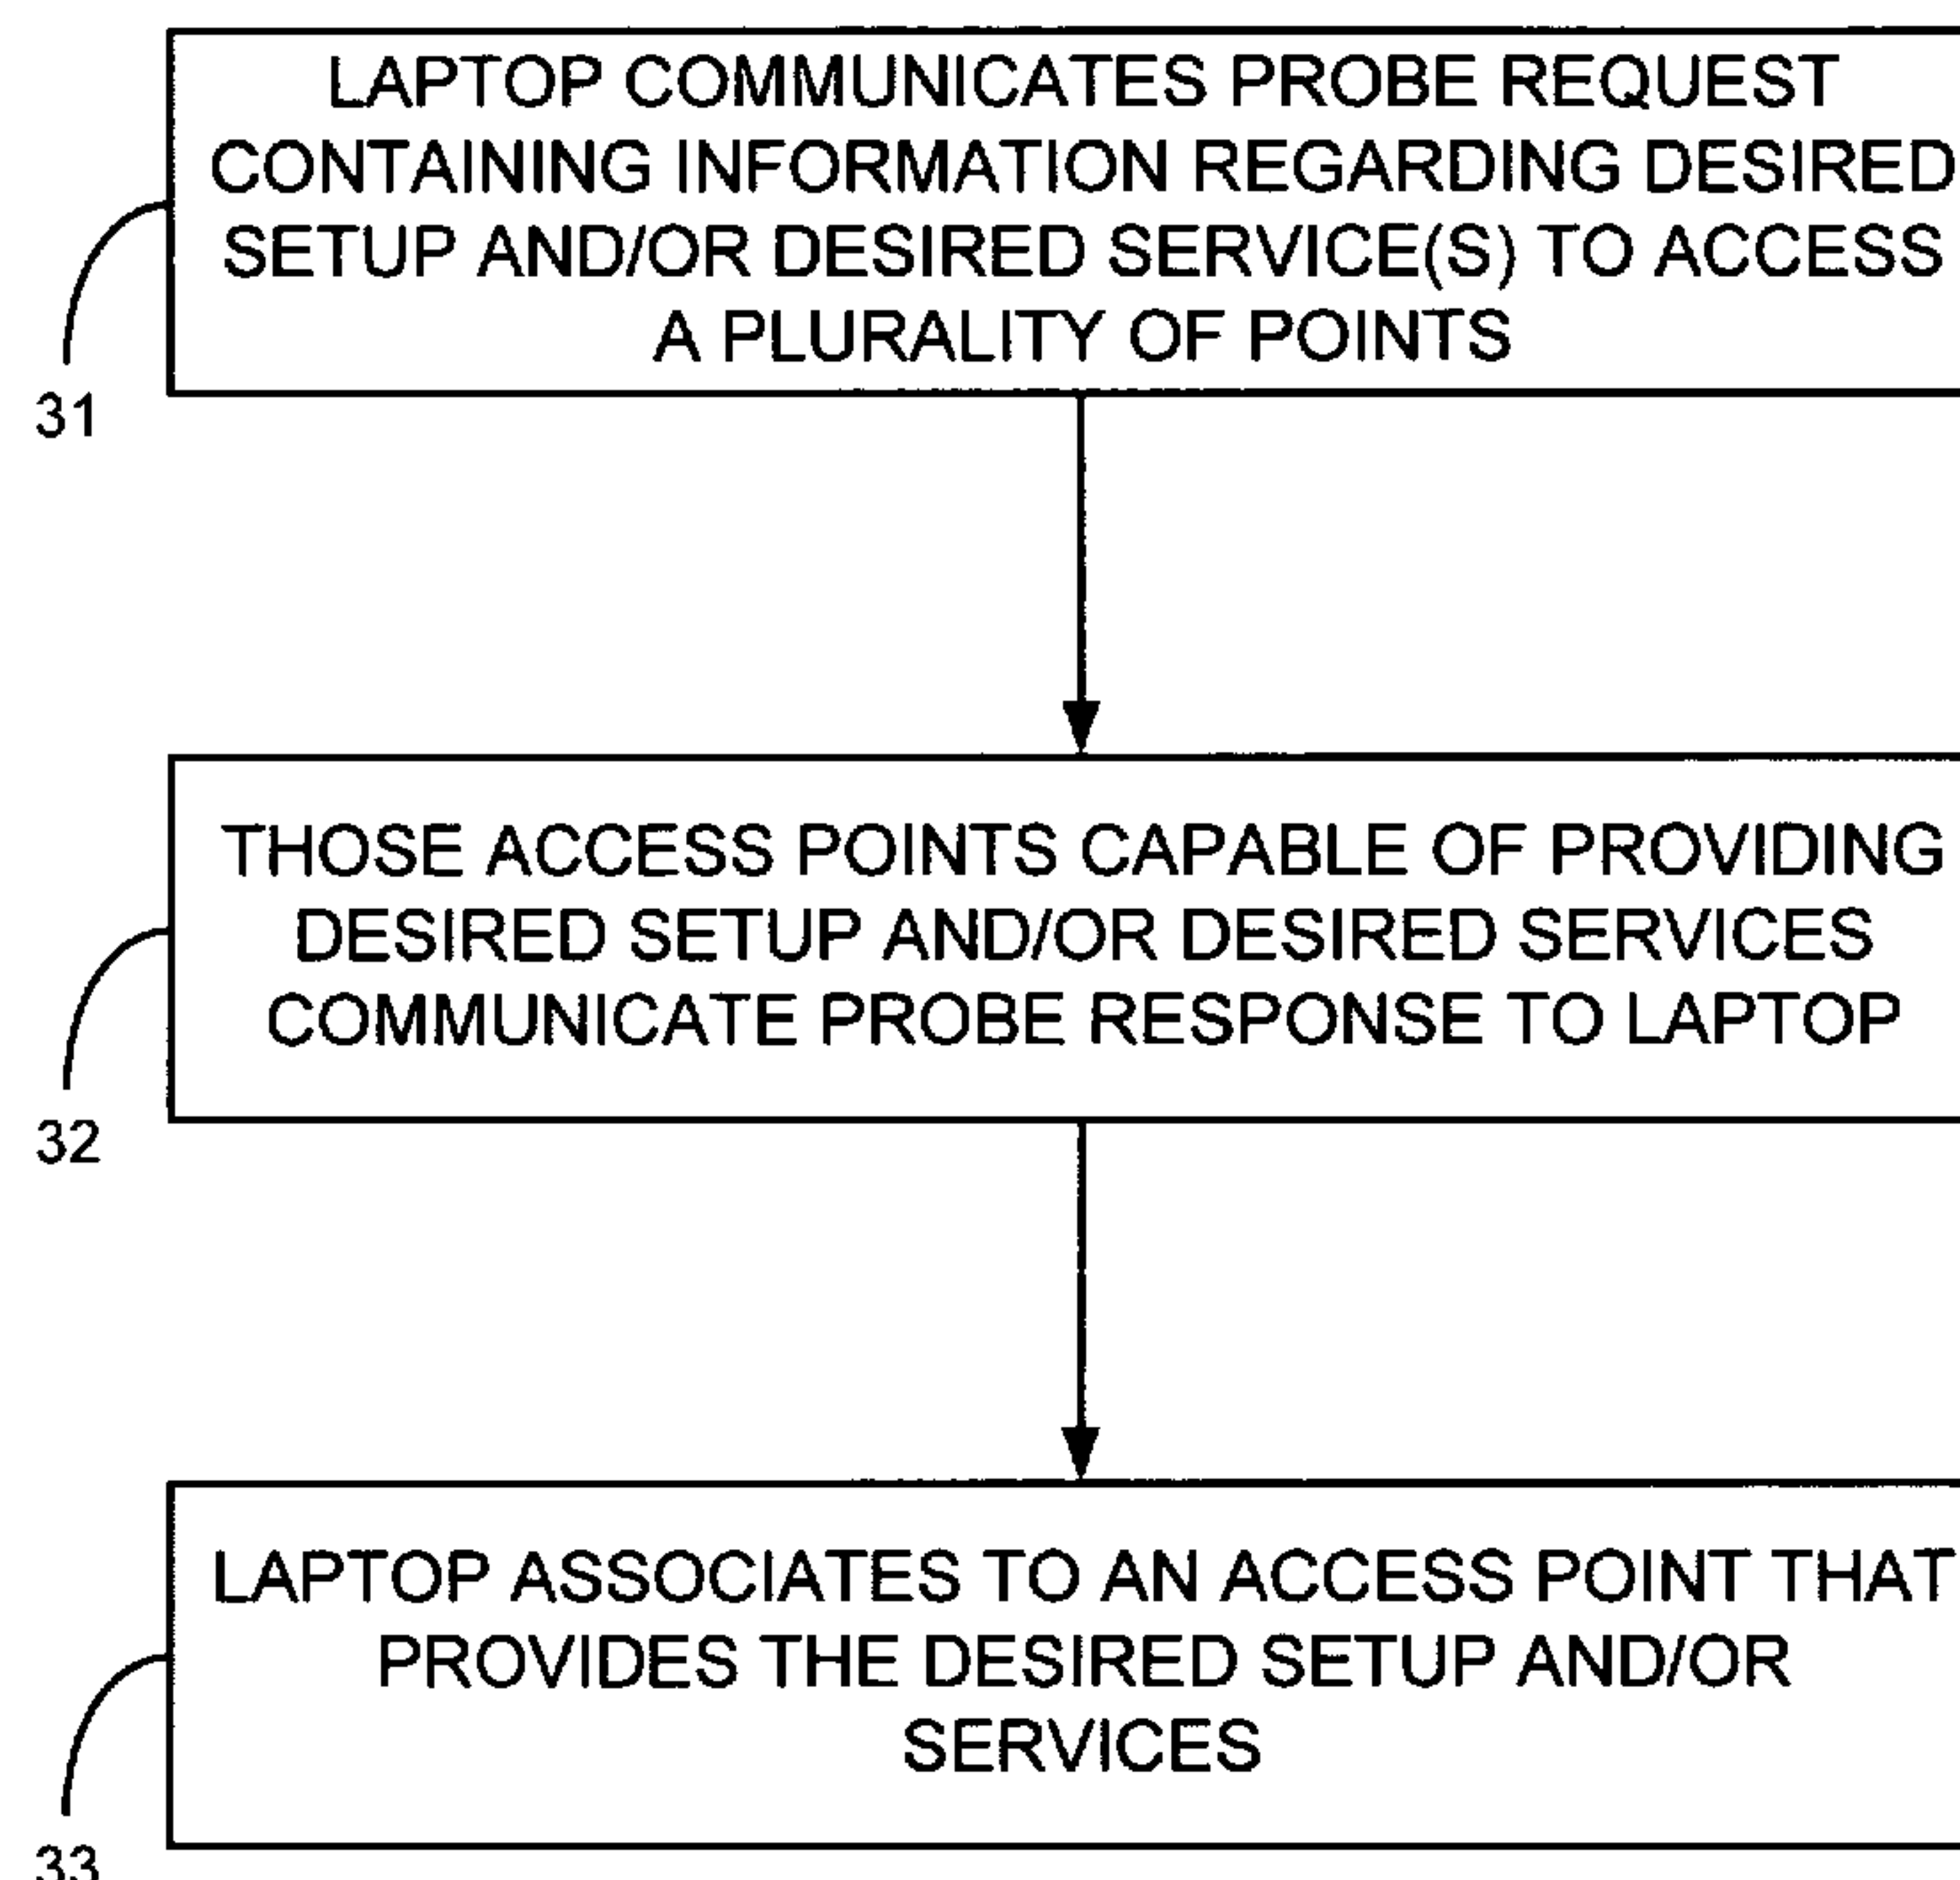 LAPTOP COMMUNICATES PROBE REQUEST
CONTAINING INFORMATION REGARDING DESIRED
SETUP AND/OR DESIRED SERVICE(S) TO ACCESS
A PLURALITY OF POINTS
31
THOSE ACCESS POINTS CAPABLE OF PROVIDING
DESIRED SETUP AND/OR DESIRED SERVICES
COMMUNICATE PROBE RESPONSE TO LAPTOP
32
LAPTOP ASSOCIATES TO AN ACCESS POINT THAT
PROVIDES THE DESIRED SETUP AND/OR
SERVICES
33